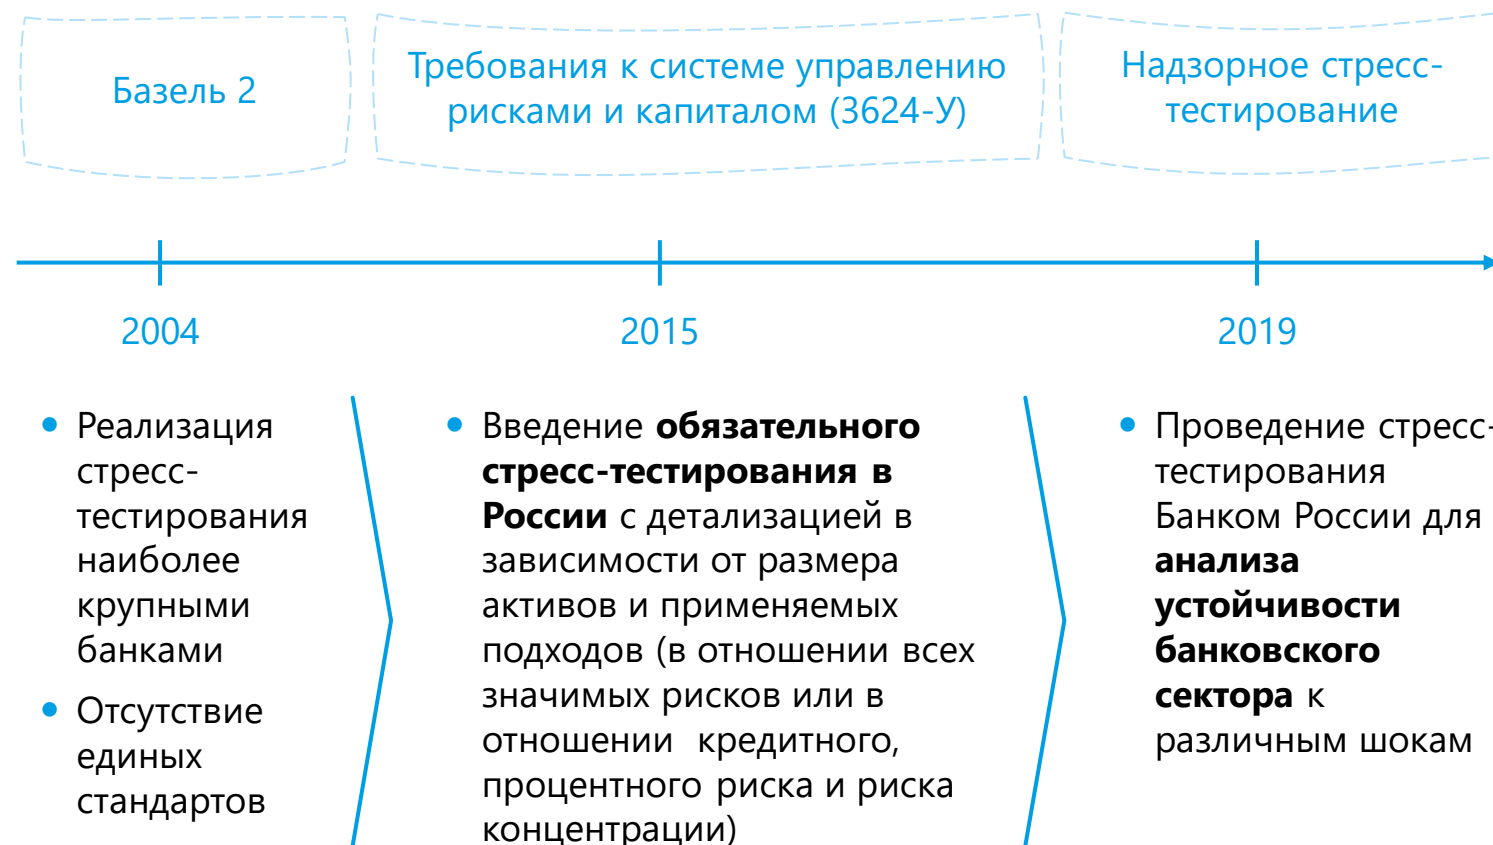 Базель 2
Требования к системе управлению
рисками и капиталом (3624-У)
Надзорное стресс-
тестирование
2004
2015
2019
• Реализация
стресс-
тестирования
наиболее
крупными
банками
• Отсутствие
единых
стандартов
• Введение обязательного
стресс-тестирования в
России с детализацией в
зависимости от размера
активов и применяемых
подходов (в отношении всех
значимых рисков или в
отношении кредитного,
процентного риска и риска
концентрации)
• Проведение стресс-
тестирования
Банком России для
анализа
устойчивости
банковского
сектора к
различным шокам